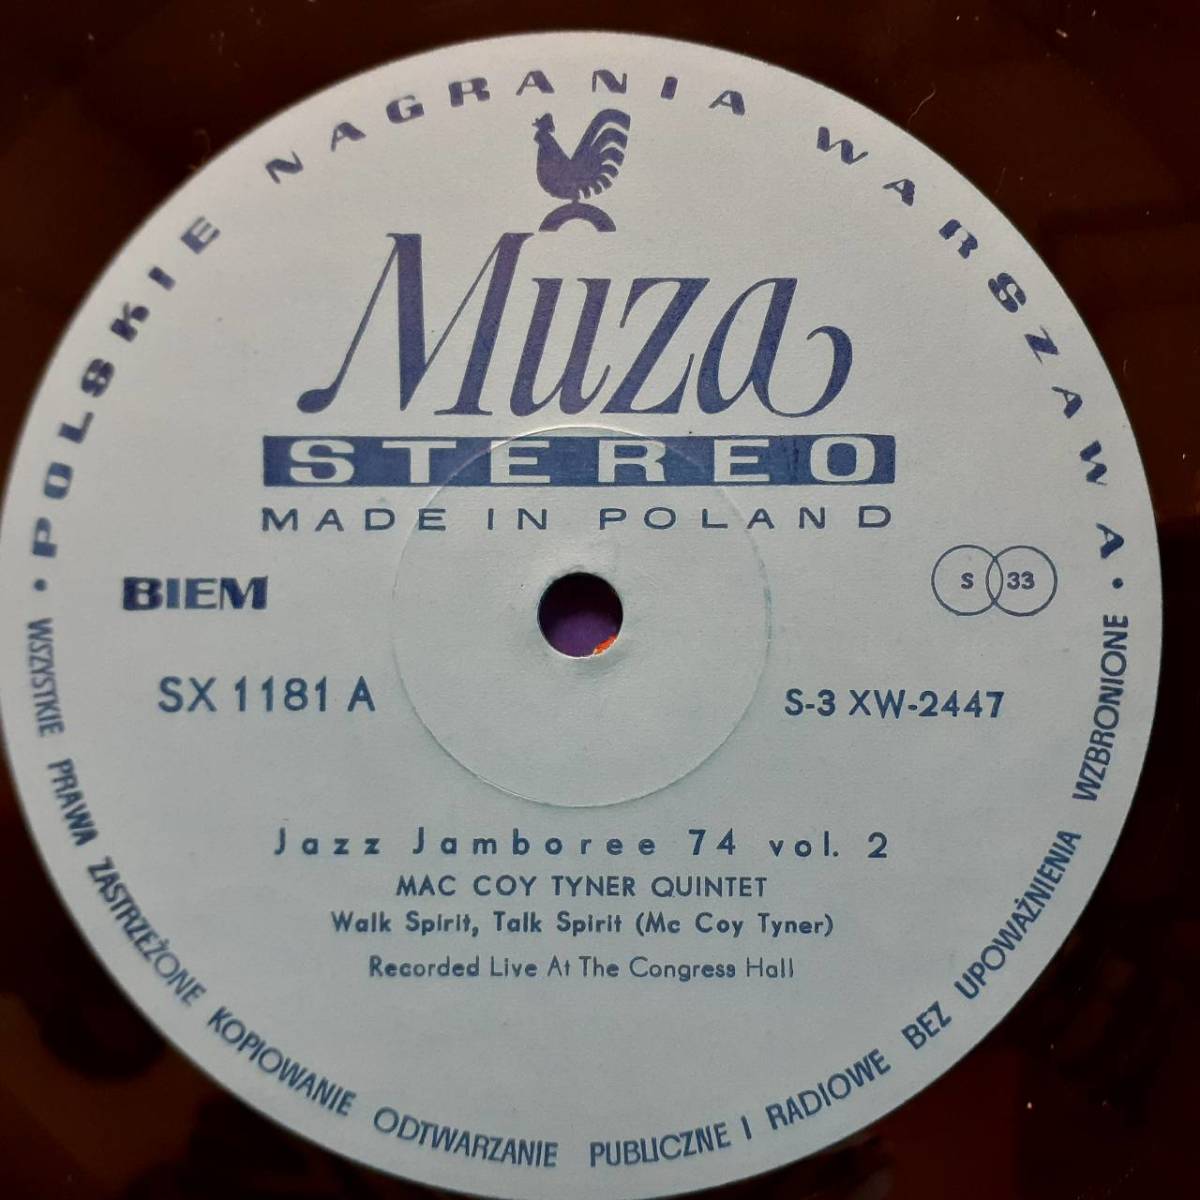 POLSKIE NAGRANIA WARSZAWA
Muza
STEREO
MADE IN POLAND
BIEM
S 33
SX 1181 A
S-3 XW-2447
Jazz Jamboree 74 vol. 2
MAC COY TYNER QUINTET
Walk Spirit, Talk Spirit (Mc Coy Tyner)
Recorded Live At The Congress Hall
• WSZYSTKIE PRAWA ZASTRZEŻONE KOPIOWANIE ODTWARZANIE PUBLICZNE I RADIOWE BEZ UPOWAŻNIENIA WZBRONIONE •